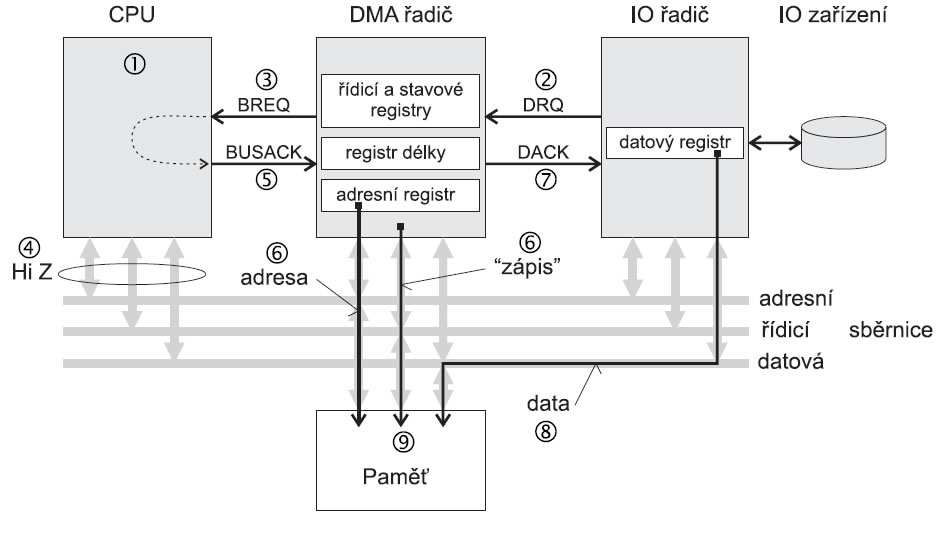 CPU
DMA řadič
IO řadič
IO zařízení
①
③
BREQ
řídicí a stavové
registry
②
DRQ
datový registr
BUSACK
⑤
registr délky
DACK
⑦
adresní registr
④
Hi Z
⑥
adresa
⑥
“zápis”
adresní
řídicí
sběrnice
datová
data
⑧
⑨
Paměť